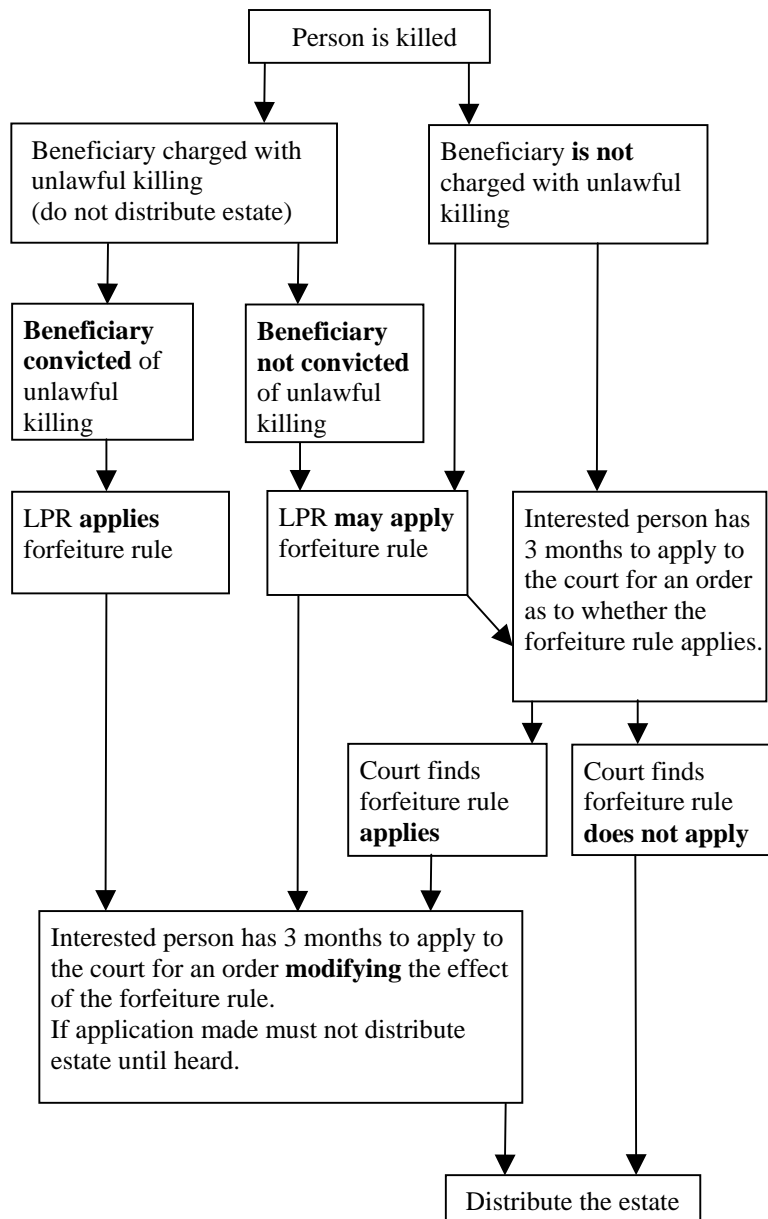 Person is killed
Beneficiary charged with
unlawful killing
(do not distribute estate)
Beneficiary is not
charged with unlawful
killing
Beneficiary
convicted of
unlawful
killing
Beneficiary
not convicted
of unlawful
killing
LPR applies
forfeiture rule
LPR may apply
forfeiture rule
Interested person has
3 months to apply to
the court for an order
as to whether the
forfeiture rule applies.
Court finds
forfeiture rule
applies
Court finds
forfeiture rule
does not apply
Interested person has 3 months to apply to
the court for an order modifying the effect
of the forfeiture rule.
If application made must not distribute
estate until heard.
Distribute the estate